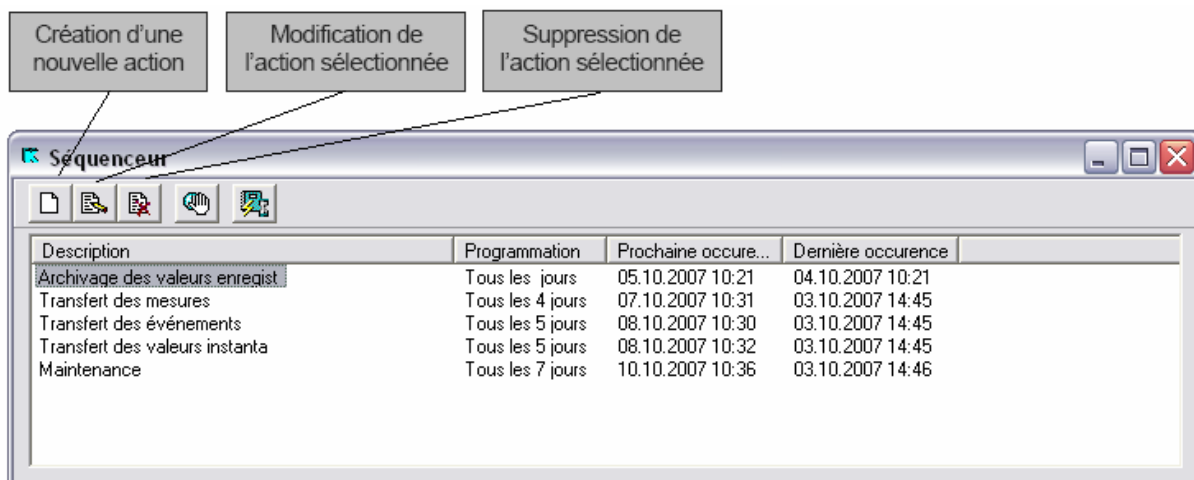 Création d'une
nouvelle action
Modification de
l'action sélectionnée
Suppression de
l'action sélectionnée
Séquenceur
Description Programmation Prochaine occure... Dernière occurence
Archivage des valeurs enregist Tous les jours 05.10.2007 10:21 04.10.2007 10:21
Transfert des mesures Tous les 4 jours 07.10.2007 10:31 03.10.2007 14:45
Transfert des événements Tous les 5 jours 08.10.2007 10:30 03.10.2007 14:45
Transfert des valeurs instanta Tous les 5 jours 08.10.2007 10:32 03.10.2007 14:45
Maintenance Tous les 7 jours 10.10.2007 10:36 03.10.2007 14:46